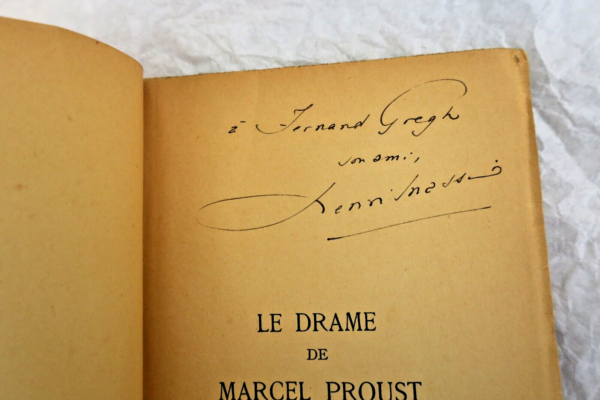 à Fernand Gregh
son ami,
Henri Massis
LE DRAME
DE
MARCEL PROUST